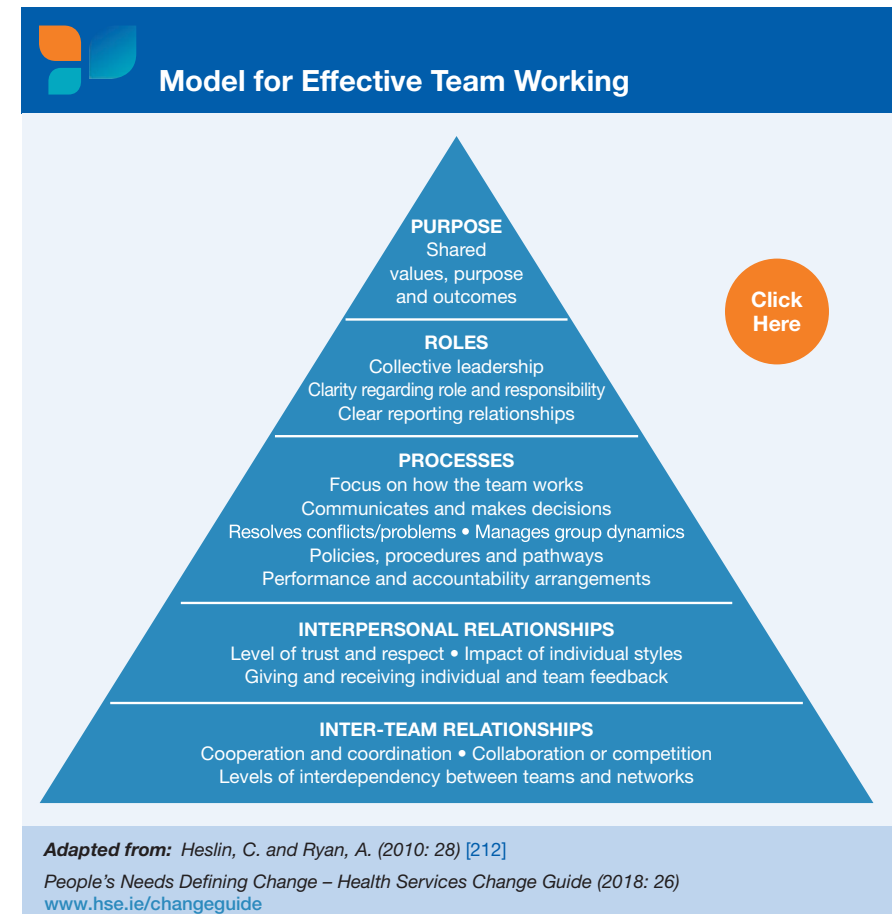 Model for Effective Team Working
PURPOSE
Shared
values, purpose
and outcomes
Click
Here
ROLES
Collective leadership
Clarity regarding role and responsibility
Clear reporting relationships
PROCESSES
Focus on how the team works
Communicates and makes decisions
Resolves conflicts/problems • Manages group dynamics
Policies, procedures and pathways
Performance and accountability arrangements
INTERPERSONAL RELATIONSHIPS
Level of trust and respect • Impact of individual styles
Giving and receiving individual and team feedback
INTER-TEAM RELATIONSHIPS
Cooperation and coordination • Collaboration or competition
Levels of interdependency between teams and networks
Adapted from: Heslin, C. and Ryan, A. (2010: 28) [212]
People's Needs Defining Change – Health Services Change Guide (2018: 26)
www.hse.ie/changeguide